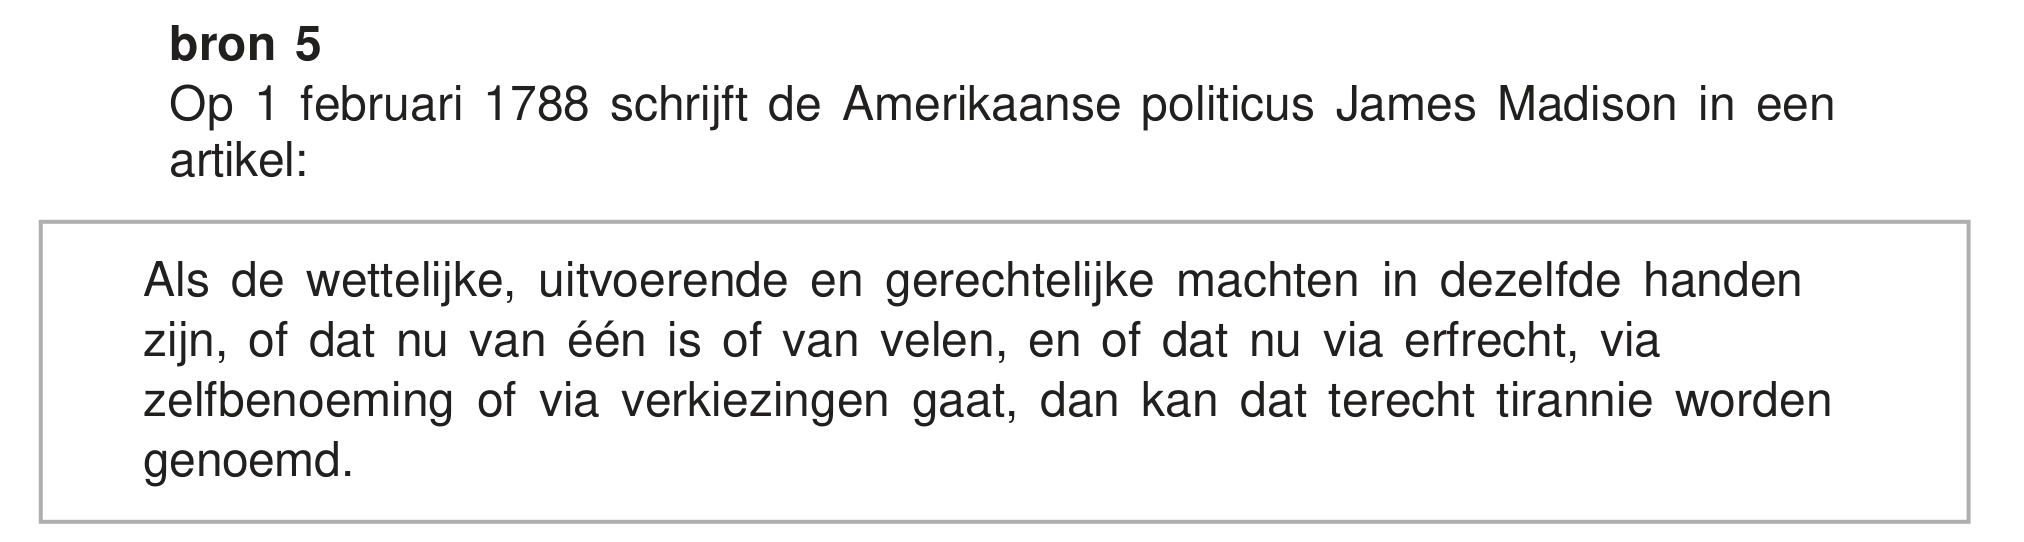 bron 5
Op 1 februari 1788 schrijft de Amerikaanse politicus James Madison in een
artikel:
Als de wettelijke, uitvoerende en gerechtelijke machten in dezelfde handen
zijn, of dat nu van één is of van velen, en of dat nu via erfrecht, via
zelfbenoeming of via verkiezingen gaat, dan kan dat terecht tirannie worden
genoemd.